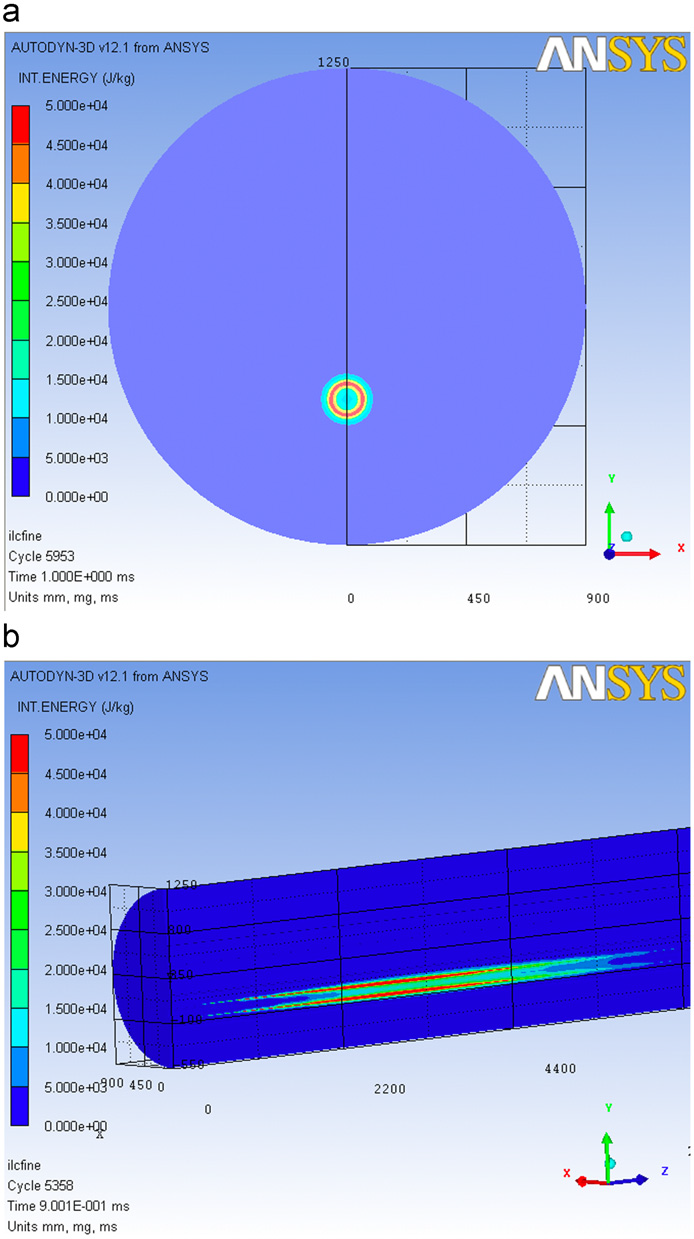 a
AUTODYN-3D v12.1 from ANSYS
ANSYS
INT.ENERGY (J/kg)
1250
5.000e+04
4.500e+04
4.000e+04
3.500e+04
3.000e+04
2.500e+04
2.000e+04
1.500e+04
1.000e+04
5.000e+03
0.000e+00
Y
Z
X
ilcfine
Cycle 5953
Time 1.000E+000 ms
Units mm, mg, ms
0 450 900
b
AUTODYN-3D v12.1 from ANSYS
ANSYS
INT.ENERGY (J/kg)
5.000e+04
4.500e+04
4.000e+04
3.500e+04
3.000e+04
2.500e+04
2.000e+04
1.500e+04
1.000e+04
5.000e+03
0.000e+00
1250
800
350
-100
-550
900 450 0
X
0 2200 4400
Y
X Z
ilcfine
Cycle 5358
Time 9.001E-001 ms
Units mm, mg, ms